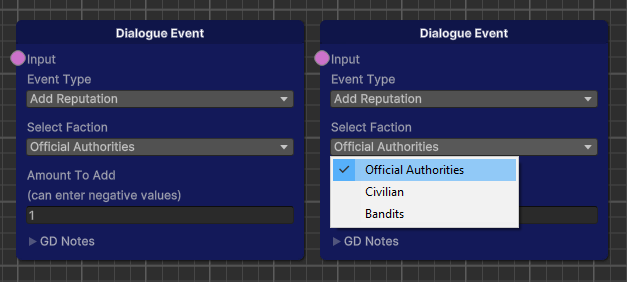 Dialogue Event
Input
Event Type
Add Reputation
Select Faction
Official Authorities
Amount To Add
(can enter negative values)
1
GD Notes
Dialogue Event
Input
Event Type
Add Reputation
Select Faction
Official Authorities
Official Authorities
Civilian
Bandits
GD Notes